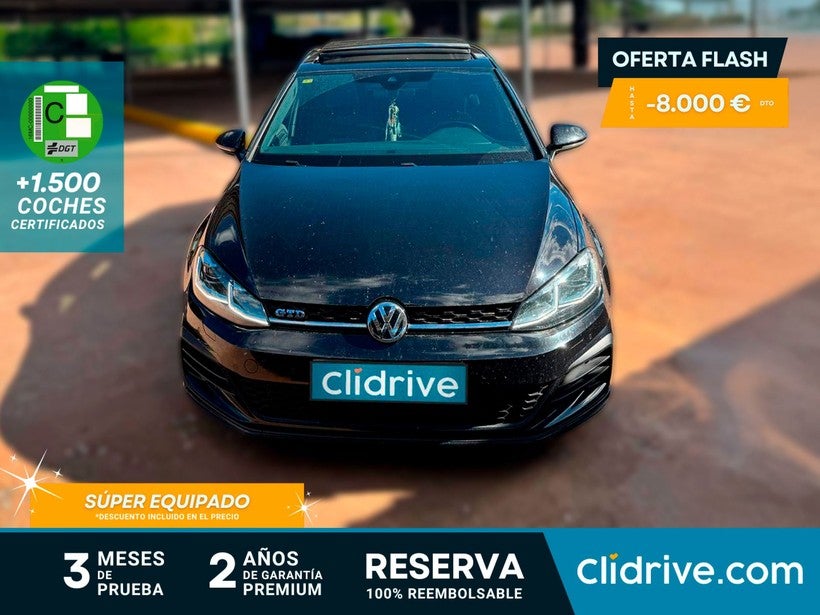 C
DGT
+1.500
COCHES
CERTIFICADOS
OFERTA FLASH
HASTA
-8.000 € DTO
GTD
VW
Clidrive
SÚPER EQUIPADO
*DESCUENTO INCLUIDO EN EL PRECIO
3 MESES
DE
PRUEBA
2 AÑOS
DE GARANTÍA
PREMIUM
RESERVA
100% REEMBOLSABLE
Clidrive.com